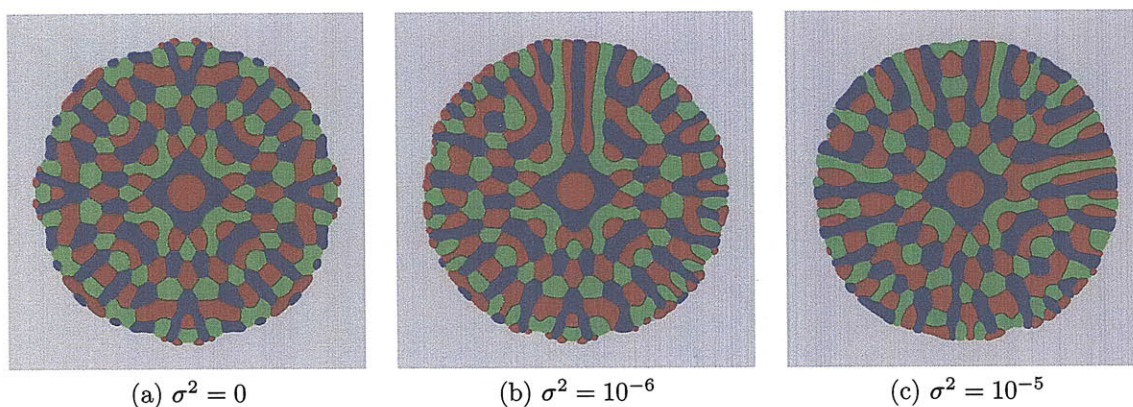 (a) σ² = 0
(b) σ² = 10⁻⁶
(c) σ² = 10⁻⁵